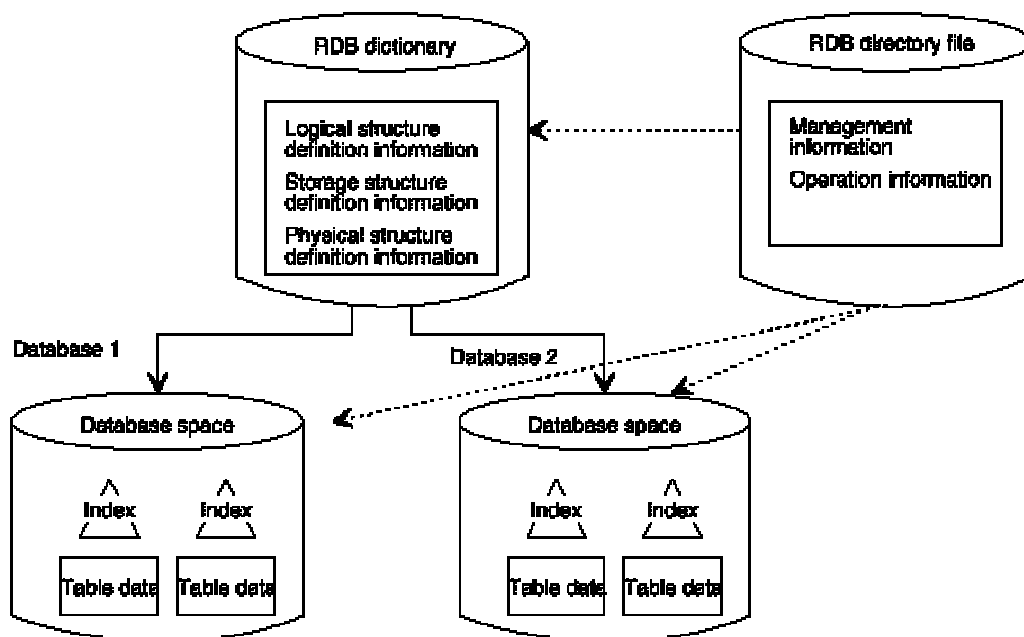 RDB dictionary
RDB directory file
Logical structure
definition information
Storage structure
definition information
Physical structure
definition information
Management
information
Operation information
Database 1
Database 2
Database space
Database space
Index
Index
Index
Index
Table data
Table data
Table data
Table data